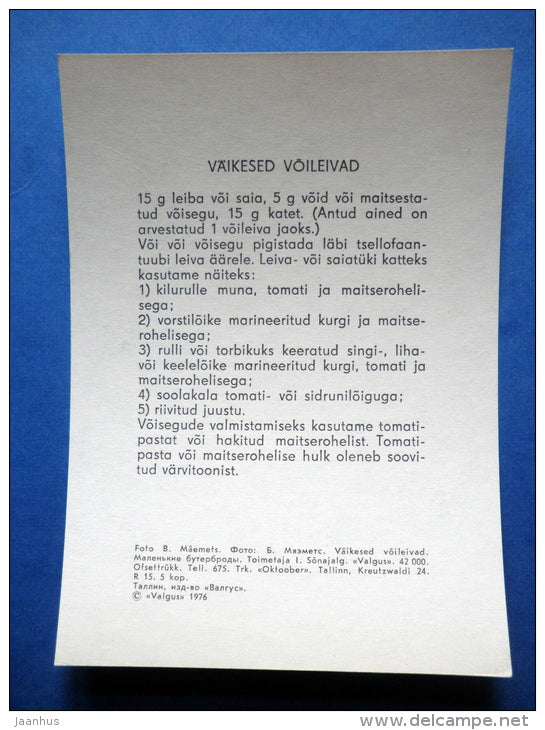 VÄIKESED VÕILEIVAD
15 g leiba või saia, 5 g võid või maitsesta-
tud võisegu, 15 g katet. (Antud ained on
arvestatud 1 võileiva jaoks.)
Või või võisegu pigistada läbi tsellofaan-
tuubi leiva äärele. Leiva- või saiatüki katteks
kasutame näiteks:
1) kilurulle muna, tomati ja maitseroheli-
sega;
2) vorstilõike marineeritud kurgi ja maitse-
rohelisega;
3) rulli või torbikuks keeratud singi-, liha-
või keelelõike marineeritud kurgi, tomati ja
maitserohelisega;
4) soolakala tomati- või sidrunilõiguga;
5) riivitud juustu.
Võisegude valmistamiseks kasutame tomati-
pastat või hakitud maitserohelist. Tomati-
pasta või maitserohelise hulk oleneb soovi-
tud värvitoonist.
Foto B. Mäemets. Фото: Б. Мяэметс. Väikesed võileivad.
Маленькие бутерброды. Toimetaja I. Sõnajalg. «Valgus». 42 000.
Ofsettrükk. Tell. 675. Trk. «Oktoober». Tallinn, Kreutzwaldi 24.
R 15. 5 kop.
Таллин, изд-во «Валгус».
© «Valgus» 1976
jaanhus
www.delcampe.net